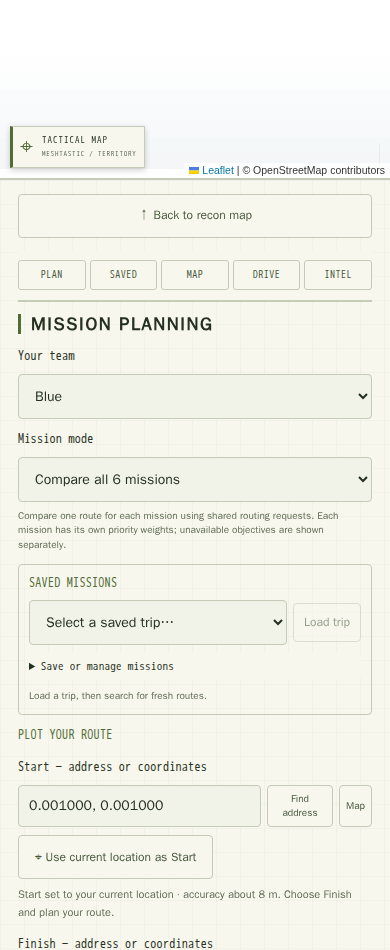 TACTICAL MAP
MESHTASTIC / TERRITORY
Leaflet | © OpenStreetMap contributors
↑ Back to recon map
PLAN
SAVED
MAP
DRIVE
INTEL
MISSION PLANNING
Your team
Blue
Mission mode
Compare all 6 missions
Compare one route for each mission using shared routing requests. Each
mission has its own priority weights; unavailable objectives are shown
separately.
SAVED MISSIONS
Select a saved trip…
Load trip
▶ Save or manage missions
Load a trip, then search for fresh routes.
PLOT YOUR ROUTE
Start — address or coordinates
0.001000, 0.001000
Find
address
Map
⌖ Use current location as Start
Start set to your current location · accuracy about 8 m. Choose Finish
and plan your route.
Finish — address or coordinates